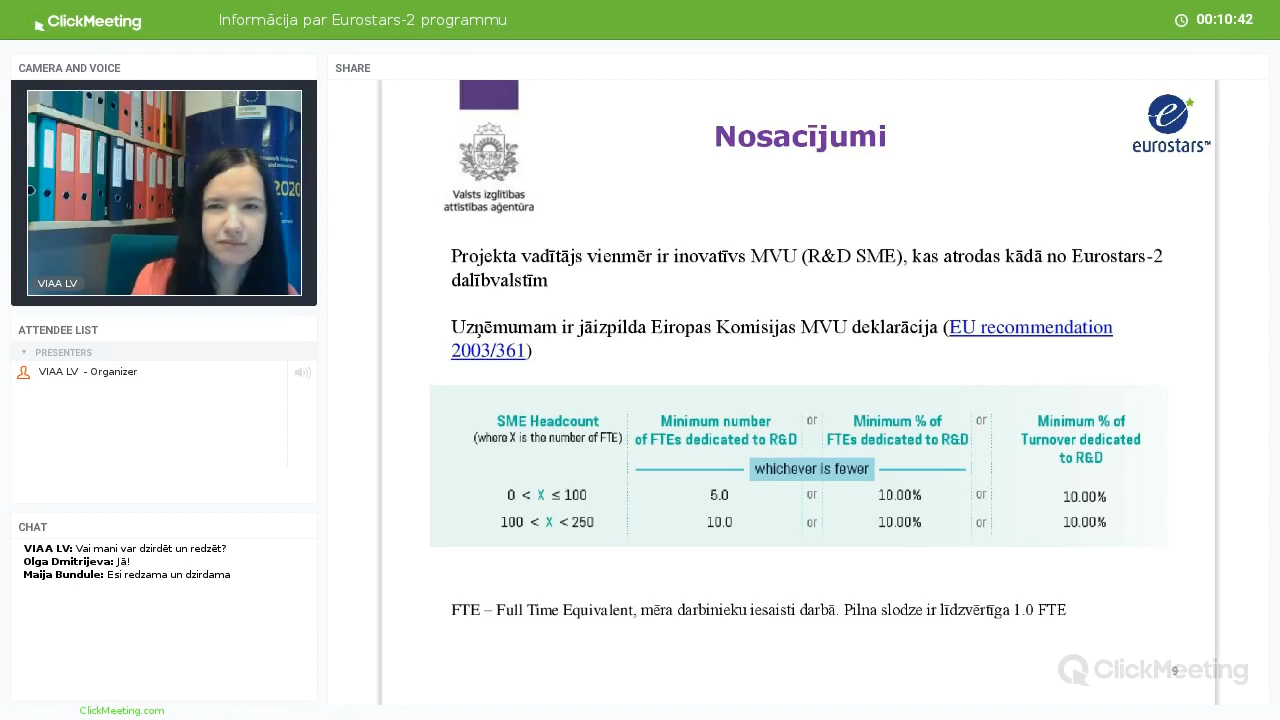 ClickMeeting
Informācija par Eurostars-2 programmu
00:10:42
CAMERA AND VOICE
2020
VIAA LV
ATTENDEE LIST
PRESENTERS
VIAA LV - Organizer
CHAT
VIAA LV: Vai mani var dzirdēt un redzēt?
Olga Dmitrijeva: Jā!
Maija Bundule: Esi redzama un dzirdama
ClickMeeting.com
SHARE
Valsts izglītības
attīstības aģentūra
Nosacījumi
eurostars™
Projekta vadītājs vienmēr ir inovatīvs MVU (R&D SME), kas atrodas kādā no Eurostars-2
dalībvalstīm
Uzņēmumam ir jāizpilda Eiropas Komisijas MVU deklarācija (EU recommendation
2003/361)
SME Headcount
(where X is the number of FTE)
Minimum number
of FTEs dedicated to R&D
or
Minimum % of
FTEs dedicated to R&D
or
Minimum % of
Turnover dedicated
to R&D
whichever is fewer
0 < X ≤ 100 5.0 or 10.00% or 10.00%
100 < X < 250 10.0 or 10.00% or 10.00%
FTE – Full Time Equivalent, mēra darbinieku iesaisti darbā. Pilna slodze ir līdzvērtīga 1.0 FTE
9
ClickMeeting